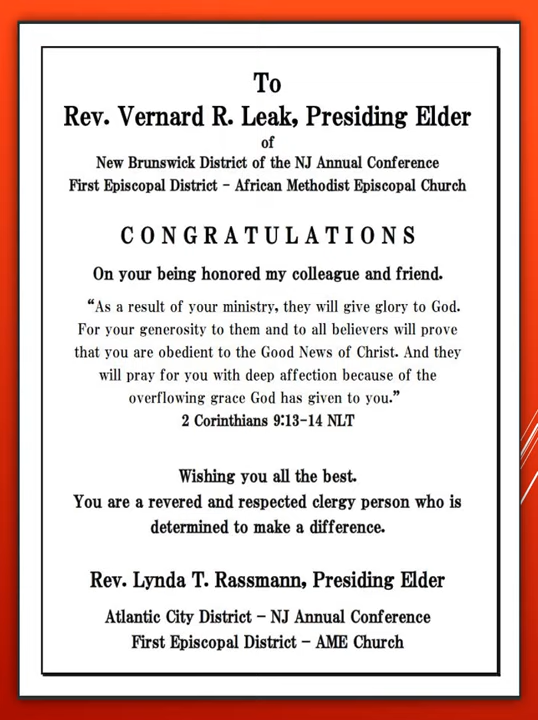 To
Rev. Vernard R. Leak, Presiding Elder
of
New Brunswick District of the NJ Annual Conference
First Episcopal District - African Methodist Episcopal Church
CONGRATULATIONS
On your being honored my colleague and friend.
“As a result of your ministry, they will give glory to God.
For your generosity to them and to all believers will prove
that you are obedient to the Good News of Christ. And they
will pray for you with deep affection because of the
overflowing grace God has given to you.”
2 Corinthians 9:13-14 NLT
Wishing you all the best.
You are a revered and respected clergy person who is
determined to make a difference.
Rev. Lynda T. Rassmann, Presiding Elder
Atlantic City District – NJ Annual Conference
First Episcopal District – AME Church